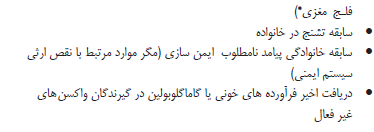 فلـج مغزی*)
• سابقه تشنج در خانواده
• سابقه خانوادگی پیامد نامطلوب ایمن سازی (مگر موارد مرتبط با نقص ارثی
سیستم ایمنی)
• دریافت اخیر فرآورده های خونی یا گاماگلوبولین در گیرندگان واکسن‌های
غیر فعال